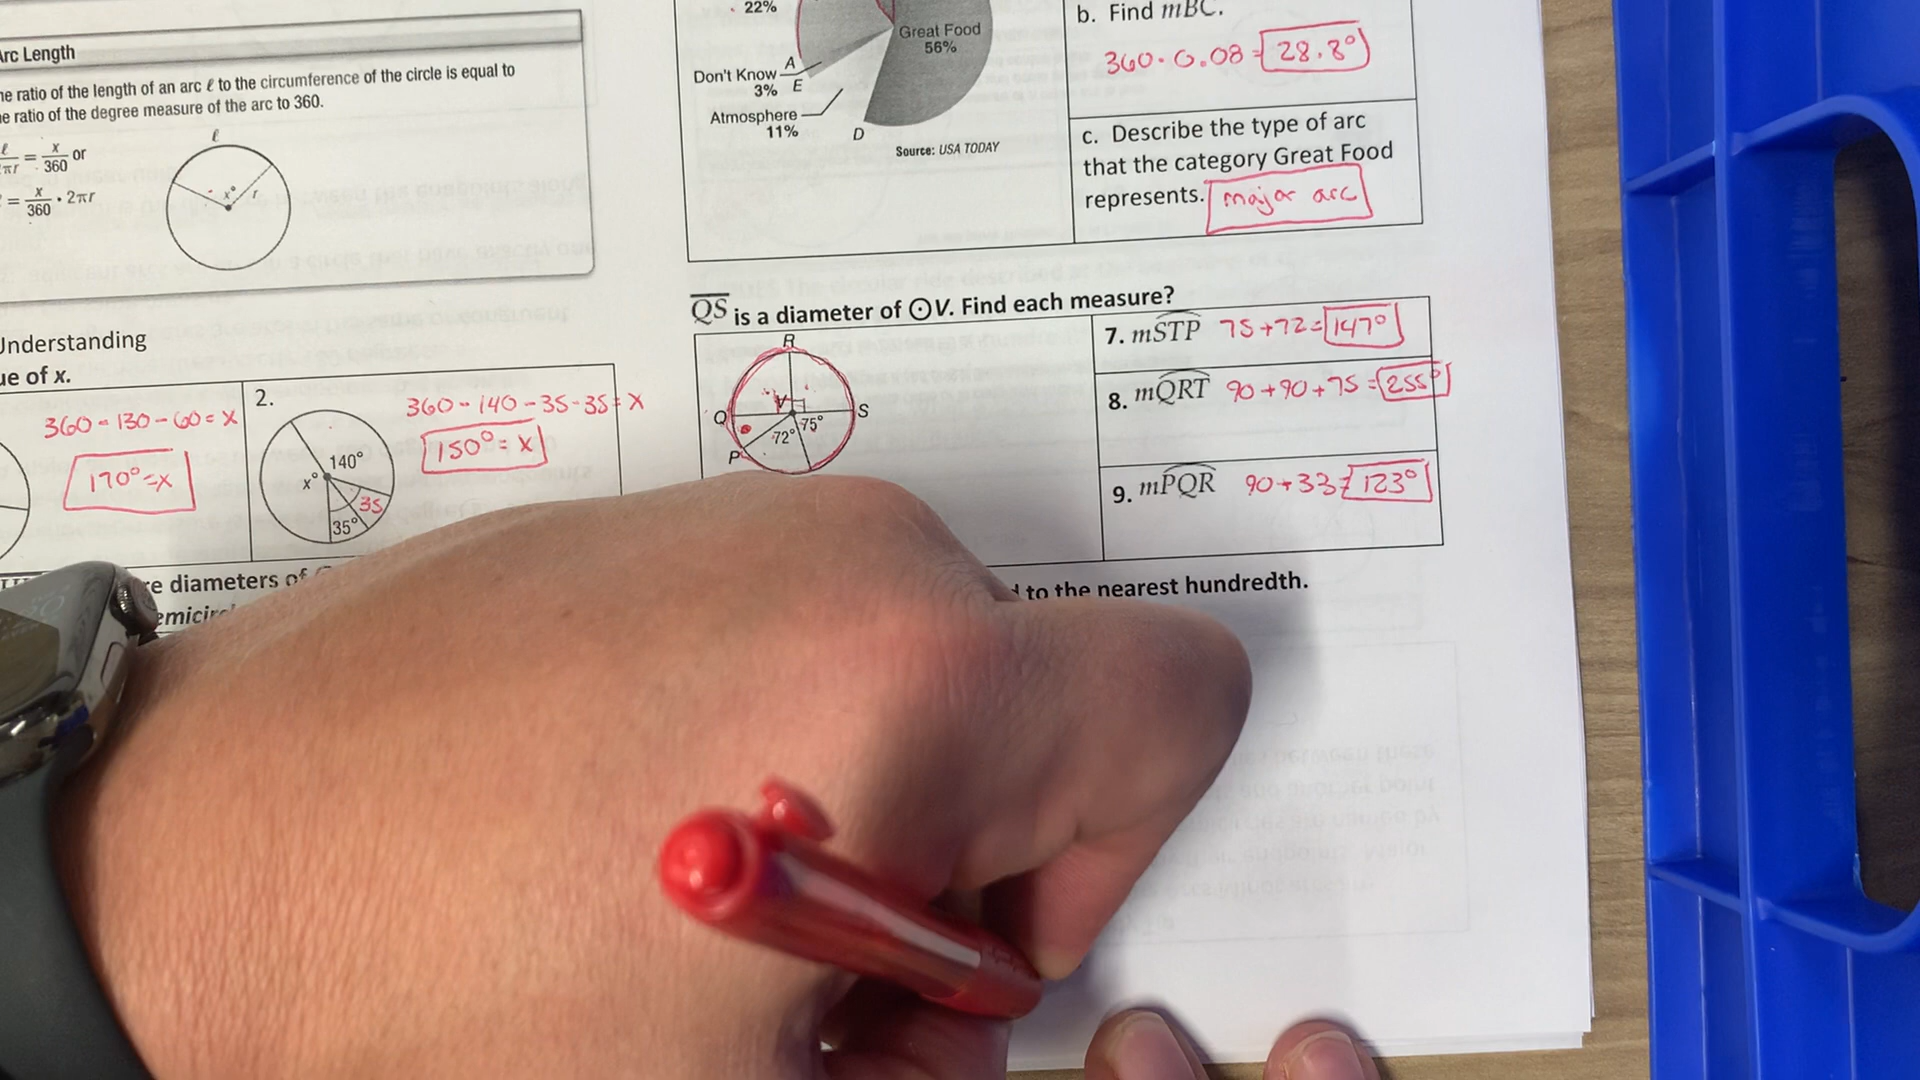 Arc Length
ratio of the length of an arc ℓ to the circumference of the circle is equal to
ratio of the degree measure of the arc to 360.
ℓ
= x/360 or
= x/360 • 2πr
x°
r
Understanding
of x.
360 - 130 - 60 = x
170° = x
2.
360 - 140 - 35 - 35 = x
150° = x
140°
x°
35
35°
diameters of
22%
Great Food
56%
Don't Know
3%
A
E
Atmosphere
11%
D
Source: USA TODAY
b. Find mBC.
360 · 0.08 = 28.8°
c. Describe the type of arc
that the category Great Food
represents. major arc
QS is a diameter of ⊙V. Find each measure?
R
Q
V
S
75°
72°
P
7. mSTP 75+72=147°
8. mQRT 90+90+75=255°
9. mPQR 90+33=123°
to the nearest hundredth.